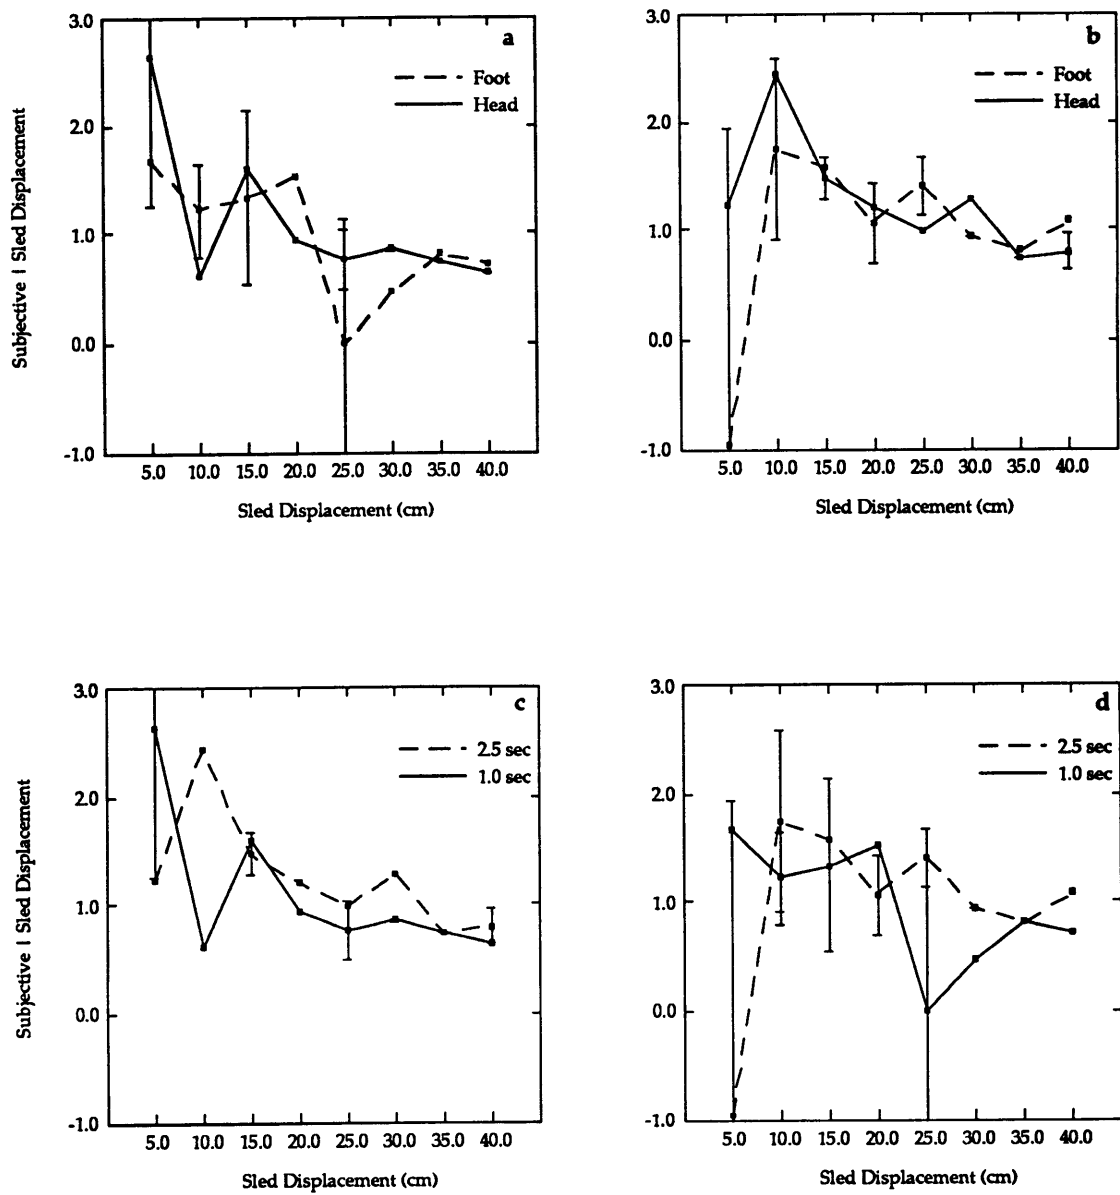 a
3.0
Foot
Head
2.0
1.0
0.0
-1.0
5.0 10.0 15.0 20.0 25.0 30.0 35.0 40.0
Sled Displacement (cm)
Subjective | Sled Displacement
b
3.0
Foot
Head
2.0
1.0
0.0
-1.0
5.0 10.0 15.0 20.0 25.0 30.0 35.0 40.0
Sled Displacement (cm)
c
3.0
2.5 sec
1.0 sec
2.0
1.0
0.0
-1.0
5.0 10.0 15.0 20.0 25.0 30.0 35.0 40.0
Sled Displacement (cm)
Subjective | Sled Displacement
d
3.0
2.5 sec
1.0 sec
2.0
1.0
0.0
-1.0
5.0 10.0 15.0 20.0 25.0 30.0 35.0 40.0
Sled Displacement (cm)